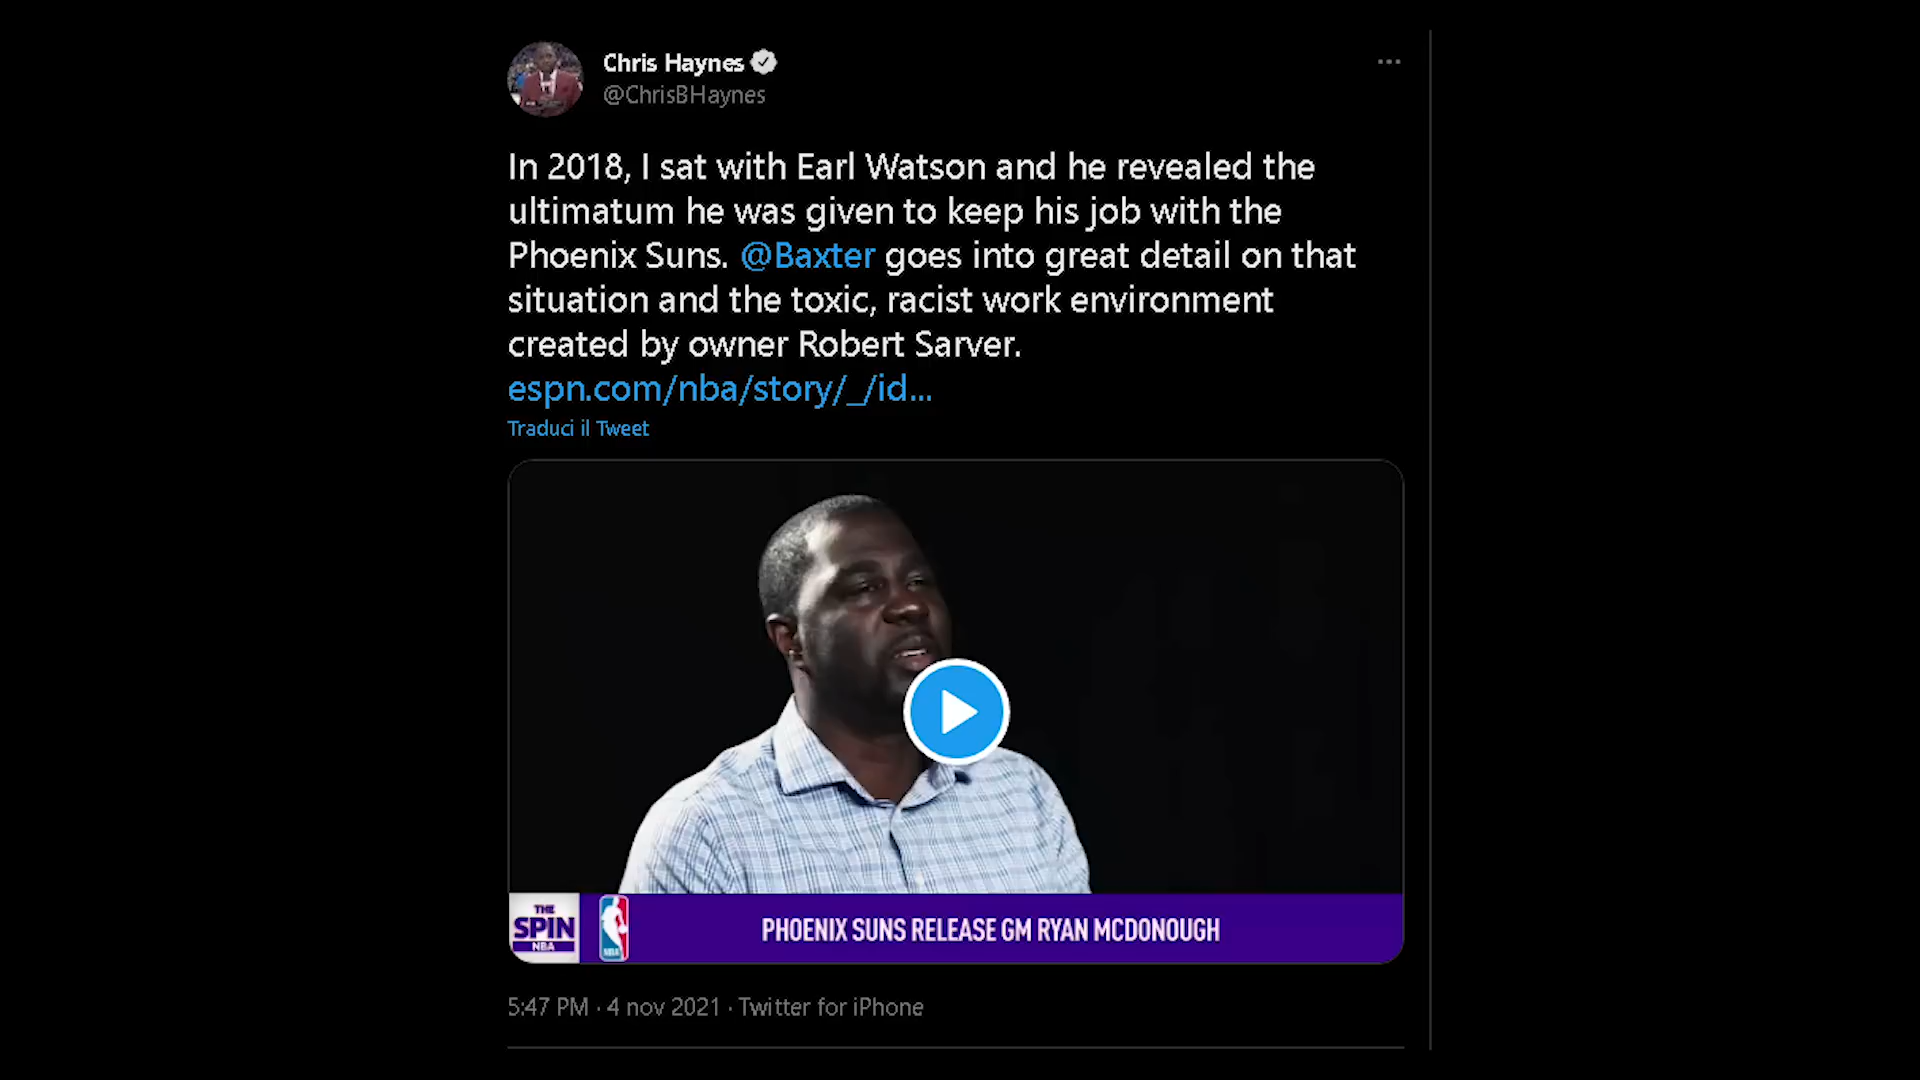 Chris Haynes
@ChrisBHaynes
In 2018, I sat with Earl Watson and he revealed the
ultimatum he was given to keep his job with the
Phoenix Suns. @Baxter goes into great detail on that
situation and the toxic, racist work environment
created by owner Robert Sarver.
espn.com/nba/story/_/id...
Traduci il Tweet
THE
SPIN
NBA
NBA
PHOENIX SUNS RELEASE GM RYAN MCDONOUGH
5:47 PM · 4 nov 2021 · Twitter for iPhone